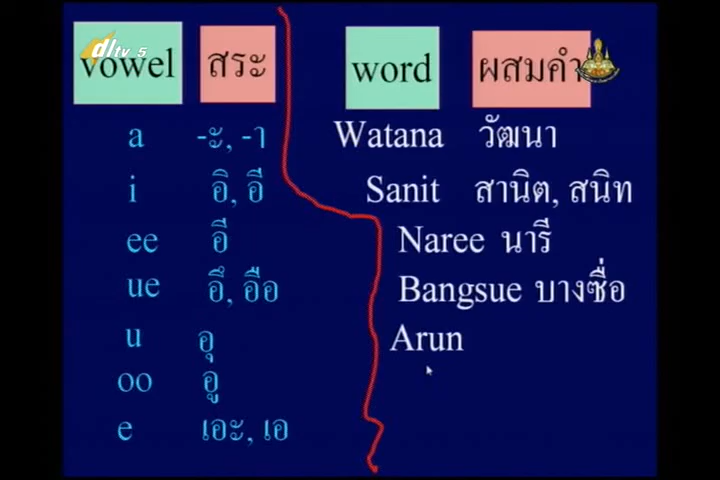 dltv 5
vowel สระ word ผสมคำ
a -ะ, -า Watana วัฒนา
i อิ, อี Sanit สานิต, สนิท
ee อี Naree นารี
ue อึ, อือ Bangsue บางซื่อ
u อุ Arun
oo อู
e เอะ, เอ